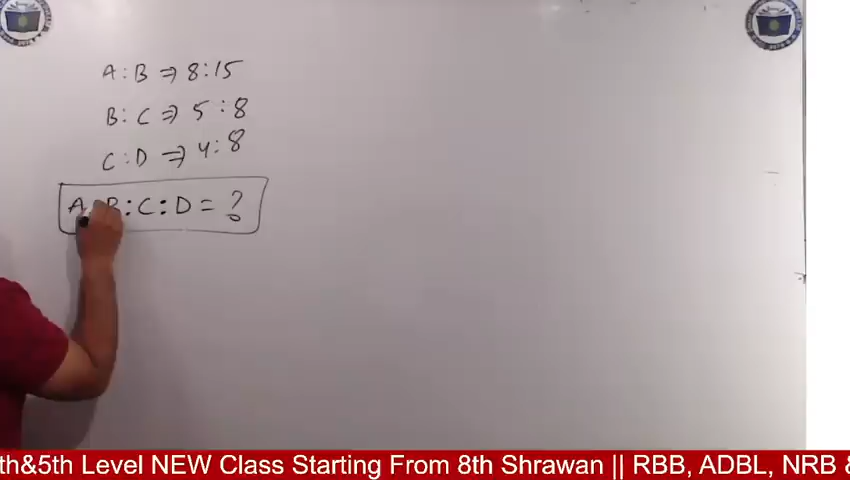 A:B ⇒ 8:15
B:C ⇒ 5:8
C:D ⇒ 4:8
A B:C:D = ?
th&5th Level NEW Class Starting From 8th Shrawan || RBB, ADBL, NRB &